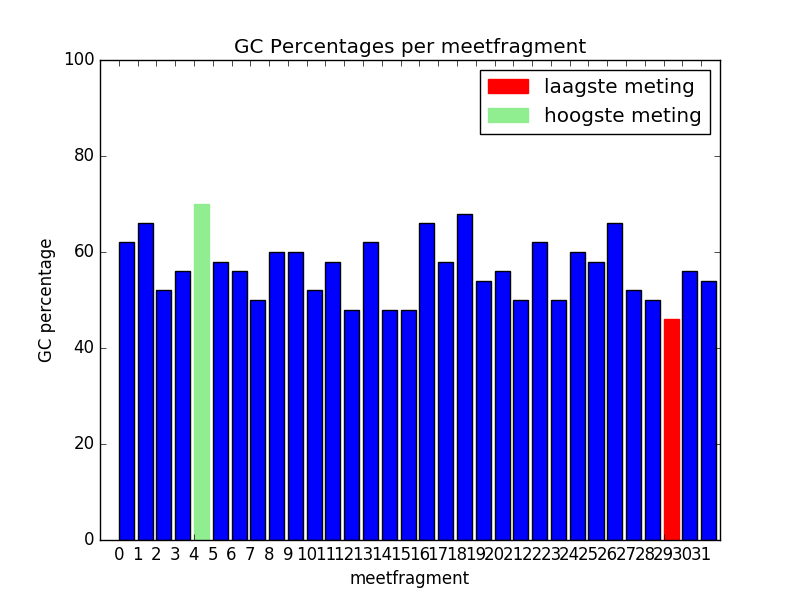 GC Percentages per meetfragment
laagste meting
hoogste meting
100
80
60
40
20
0
GC percentage
0 1 2 3 4 5 6 7 8 9 10 11 12 13 14 15 16 17 18 19 20 21 22 23 24 25 26 27 28 29 30 31
meetfragment